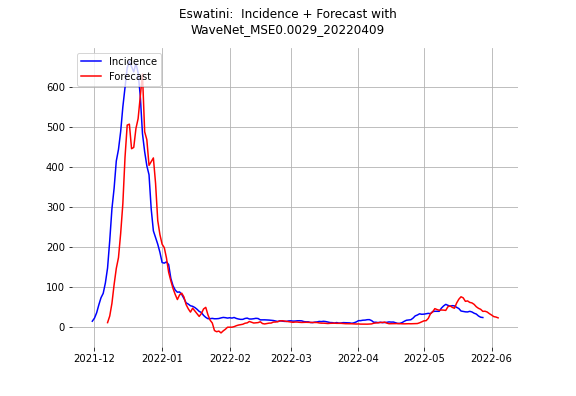 Eswatini:  Incidence + Forecast with
WaveNet_MSE0.0029_20220409
Incidence
Forecast
600
500
400
300
200
100
0
2021-12 2022-01 2022-02 2022-03 2022-04 2022-05 2022-06